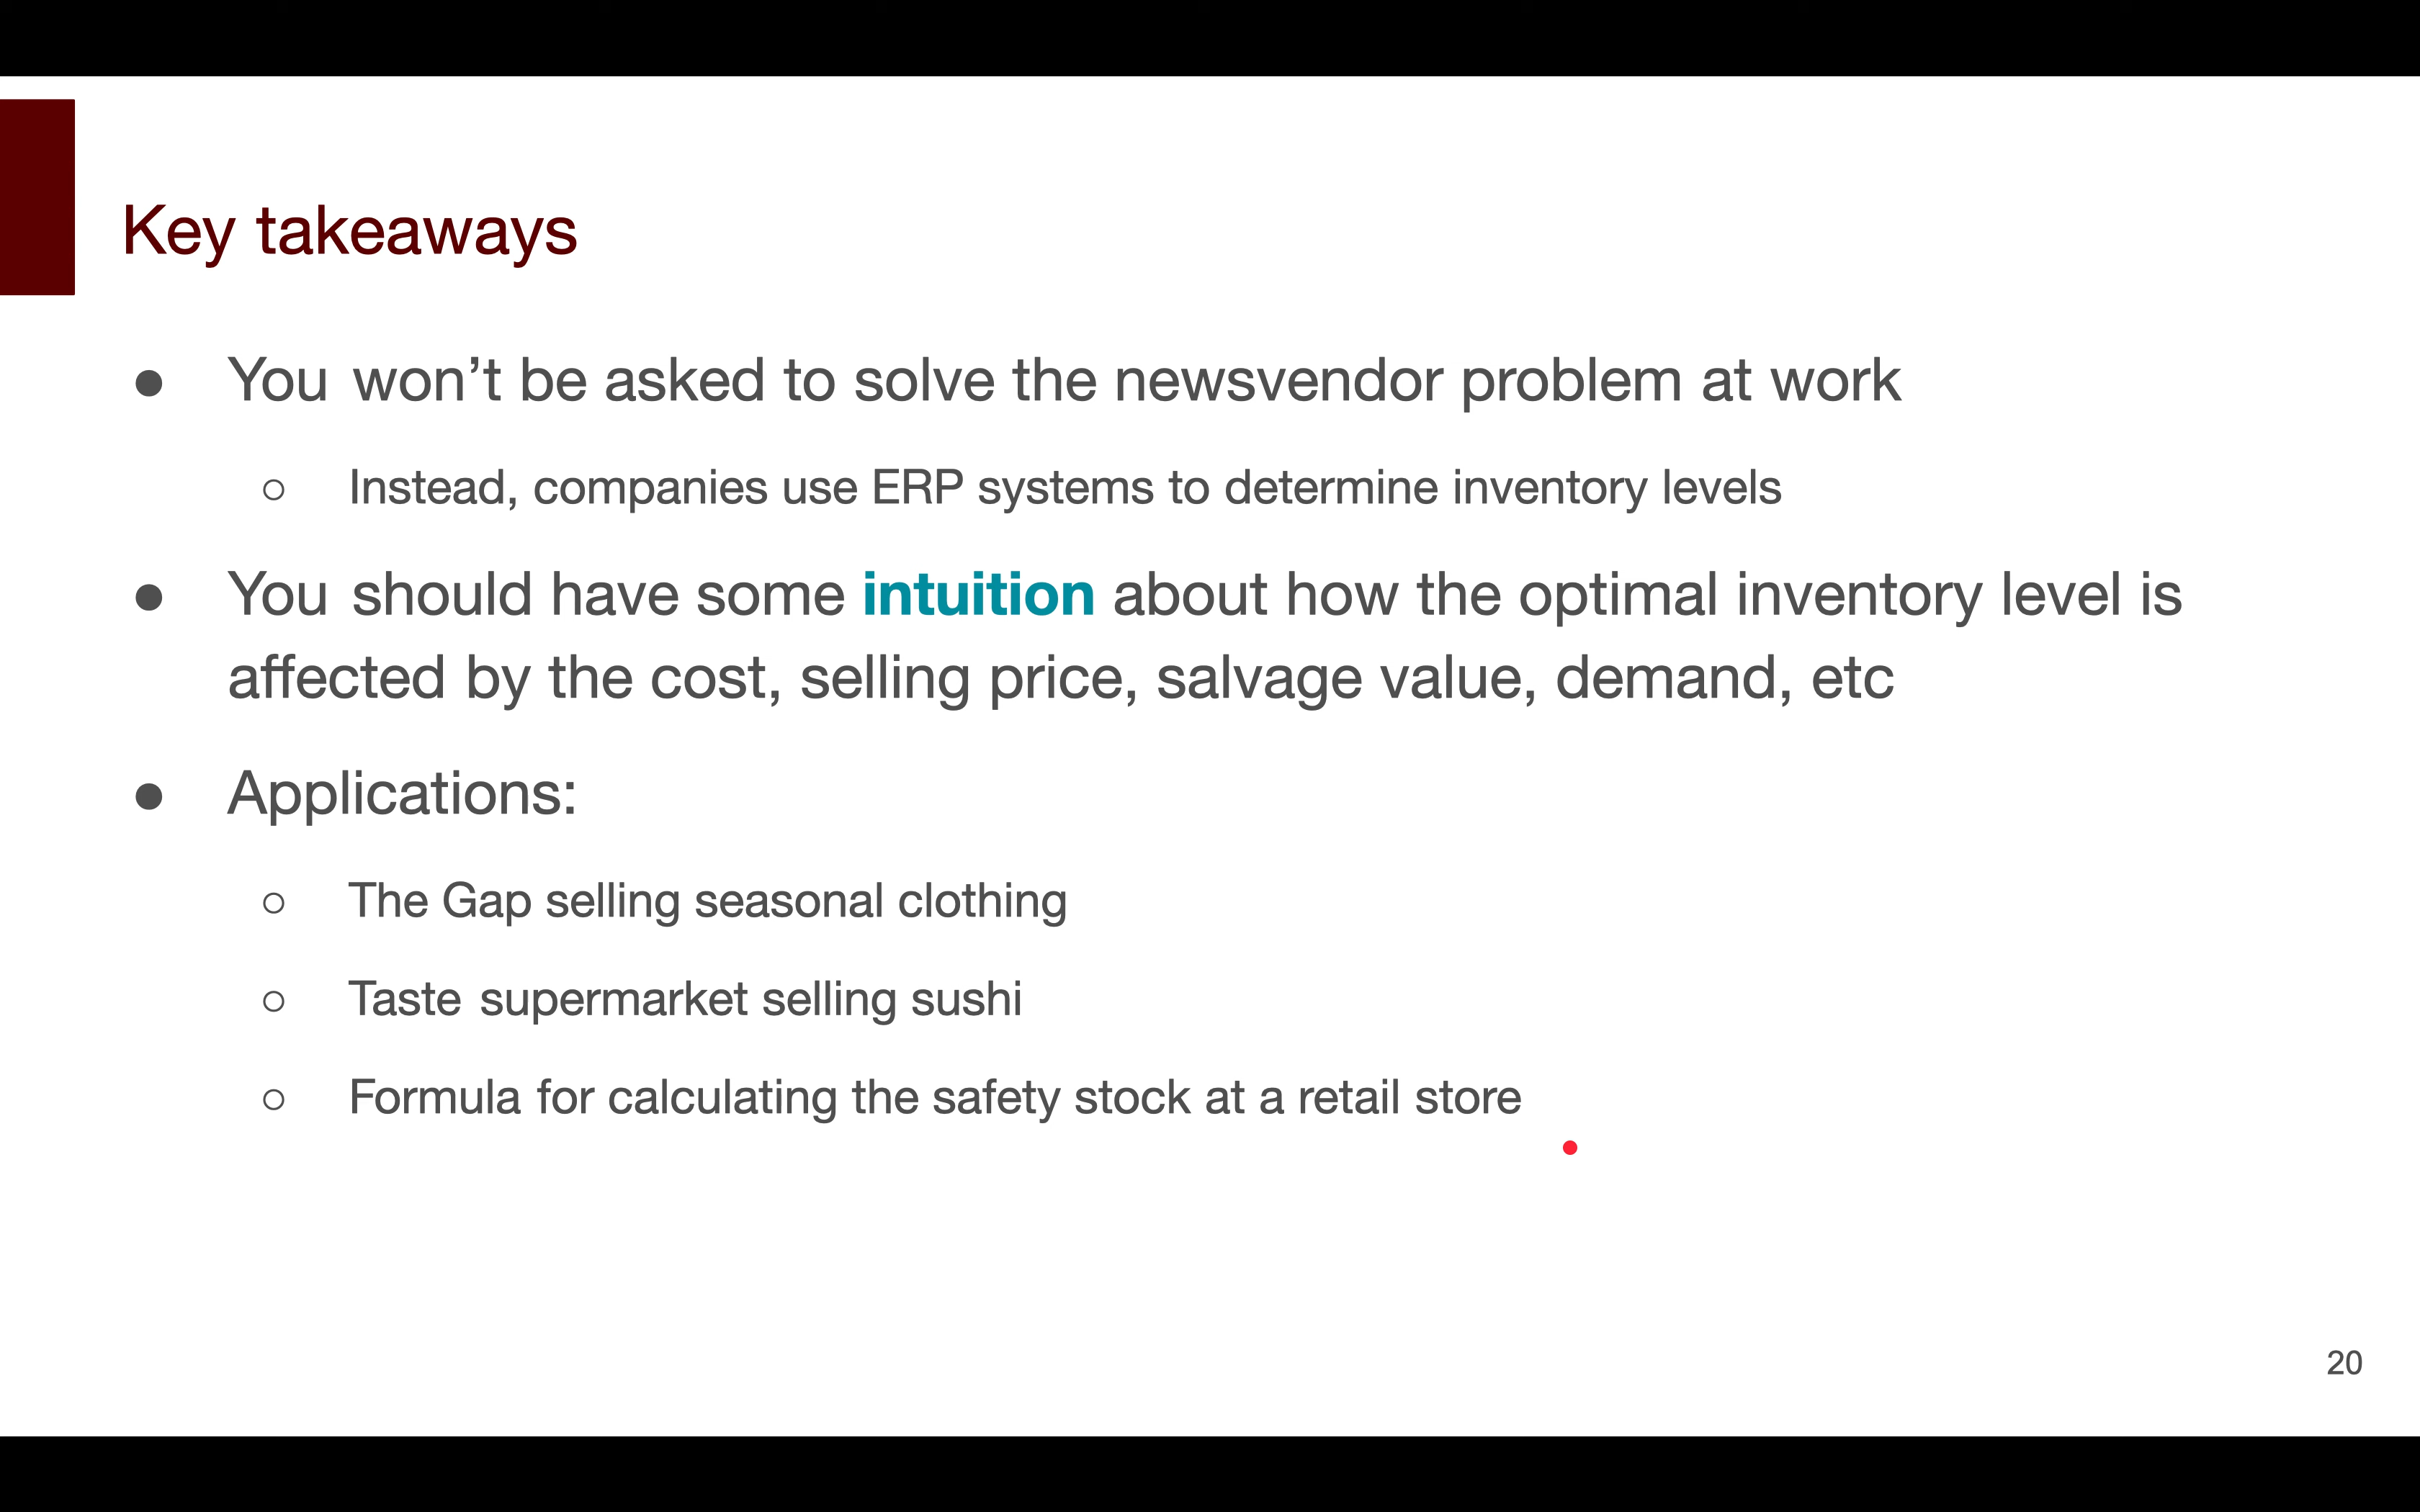 Key takeaways
● You won’t be asked to solve the newsvendor problem at work
○ Instead, companies use ERP systems to determine inventory levels
● You should have some intuition about how the optimal inventory level is
affected by the cost, selling price, salvage value, demand, etc
● Applications:
○ The Gap selling seasonal clothing
○ Taste supermarket selling sushi
○ Formula for calculating the safety stock at a retail store
20